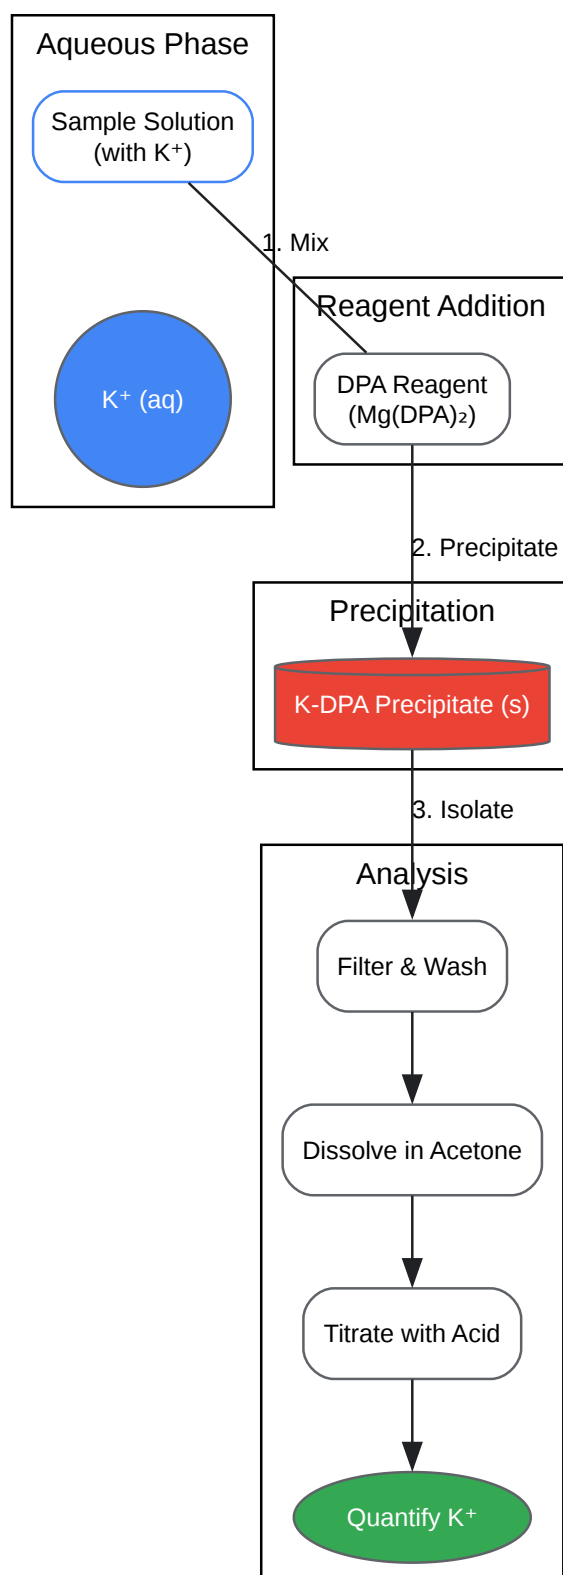 Aqueous Phase
Sample Solution
(with K⁺)
1. Mix
K⁺ (aq)
Reagent Addition
DPA Reagent
(Mg(DPA)₂)
2. Precipitate
Precipitation
K-DPA Precipitate (s)
3. Isolate
Analysis
Filter & Wash
Dissolve in Acetone
Titrate with Acid
Quantify K⁺